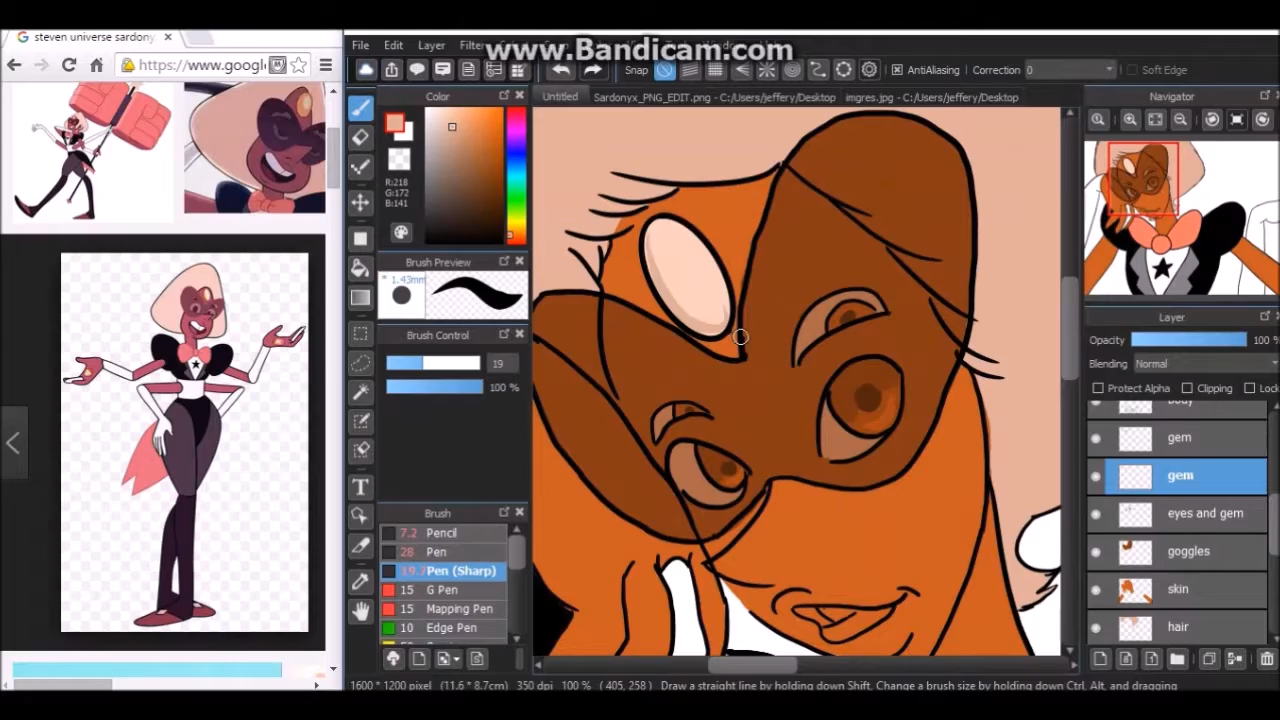 steven universe sardony
https://www.googl
File Edit Layer Filter
www.Bandicam.com
Snap
AntiAliasing
Correction 0
Soft Edge
Color
Untitled
Sardonyx_PNG_EDIT.png - C:/Users/jeffery/Desktop
imgres.jpg - C:/Users/jeffery/Desktop
Navigator
R:218
G:172
B:141
Brush Preview
* 1.43mm
Brush Control
19
100 %
Layer
Opacity 100 %
Blending Normal
Protect Alpha
Clipping
Lock
body
gem
gem
eyes and gem
goggles
skin
hair
Brush
7.2 Pencil
28 Pen
19.7 Pen (Sharp)
15 G Pen
15 Mapping Pen
10 Edge Pen
1600 * 1200 pixel (11.6 * 8.7cm) 350 dpi 100 % ( 405, 258 ) Draw a straight line by holding down Shift, Change a brush size by holding down Ctrl, Alt, and dragging